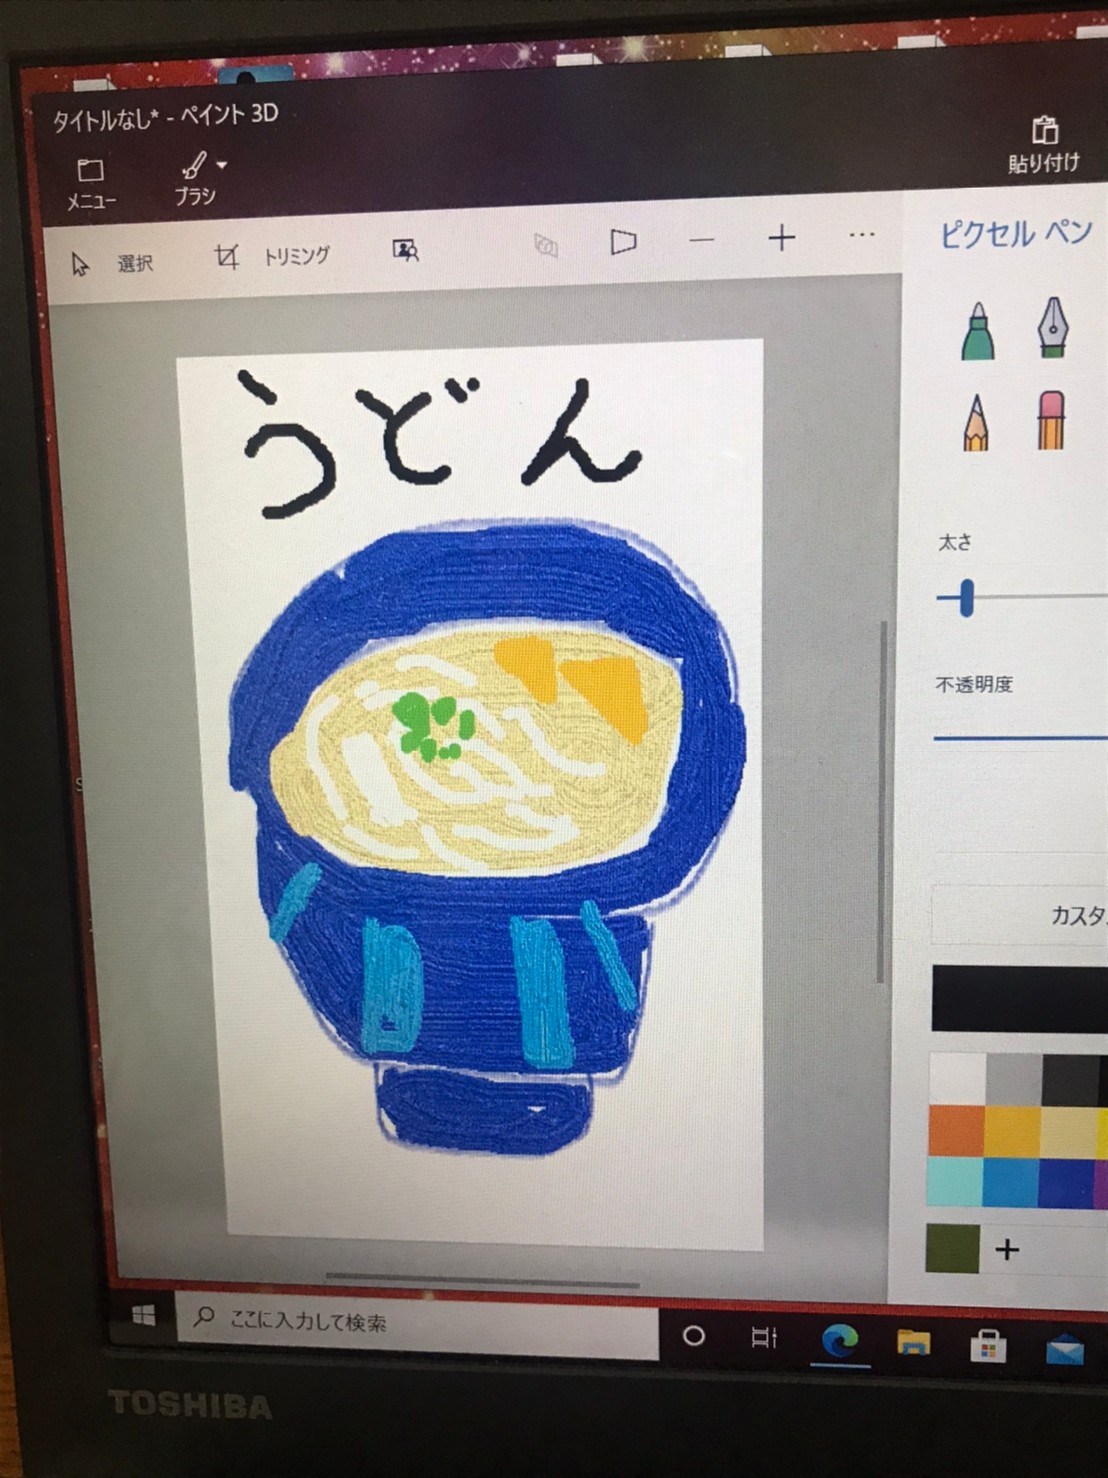 タイトルなし* - ペイント 3D
メニュー
ブラシ
貼り付け
選択
トリミング
ピクセル ペン
うどん
太さ
不透明度
カスタ
ここに入力して検索
TOSHIBA